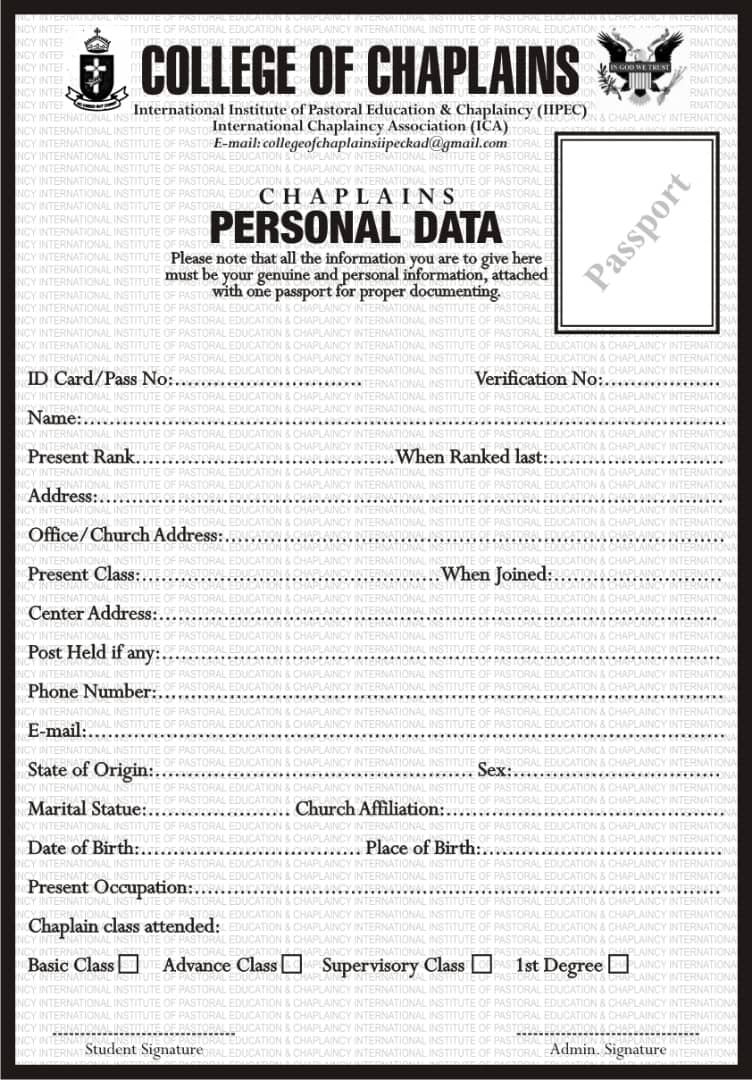 COLLEGE OF CHAPLAINS
IN GOD WE TRUST
International Institute of Pastoral Education & Chaplaincy (IIPEC)
International Chaplaincy Association (ICA)
E-mail: collegeofchaplainsiipeckad@gmail.com
CHAPLAINS
PERSONAL DATA
Please note that all the information you are to give here
must be your genuine and personal information, attached
with one passport for proper documenting.
Passport
ID Card/Pass No:............................. Verification No:..................
Name:....................................................................................................
Present Rank.........................................When Ranked last:...........................
Address:.................................................................................................
Office/Church Address:..............................................................................
Present Class:...............................................When Joined:..........................
Center Address:.......................................................................................
Post Held if any:.......................................................................................
Phone Number:........................................................................................
E-mail:...................................................................................................
State of Origin:.................................................. Sex:................................
Marital Statue:...................... Church Affiliation:...........................................
Date of Birth:.................................. Place of Birth:.....................................
Present Occupation:..................................................................................
Chaplain class attended:
Basic Class ☐ Advance Class ☐ Supervisory Class ☐ 1st Degree ☐
Student Signature Admin. Signature